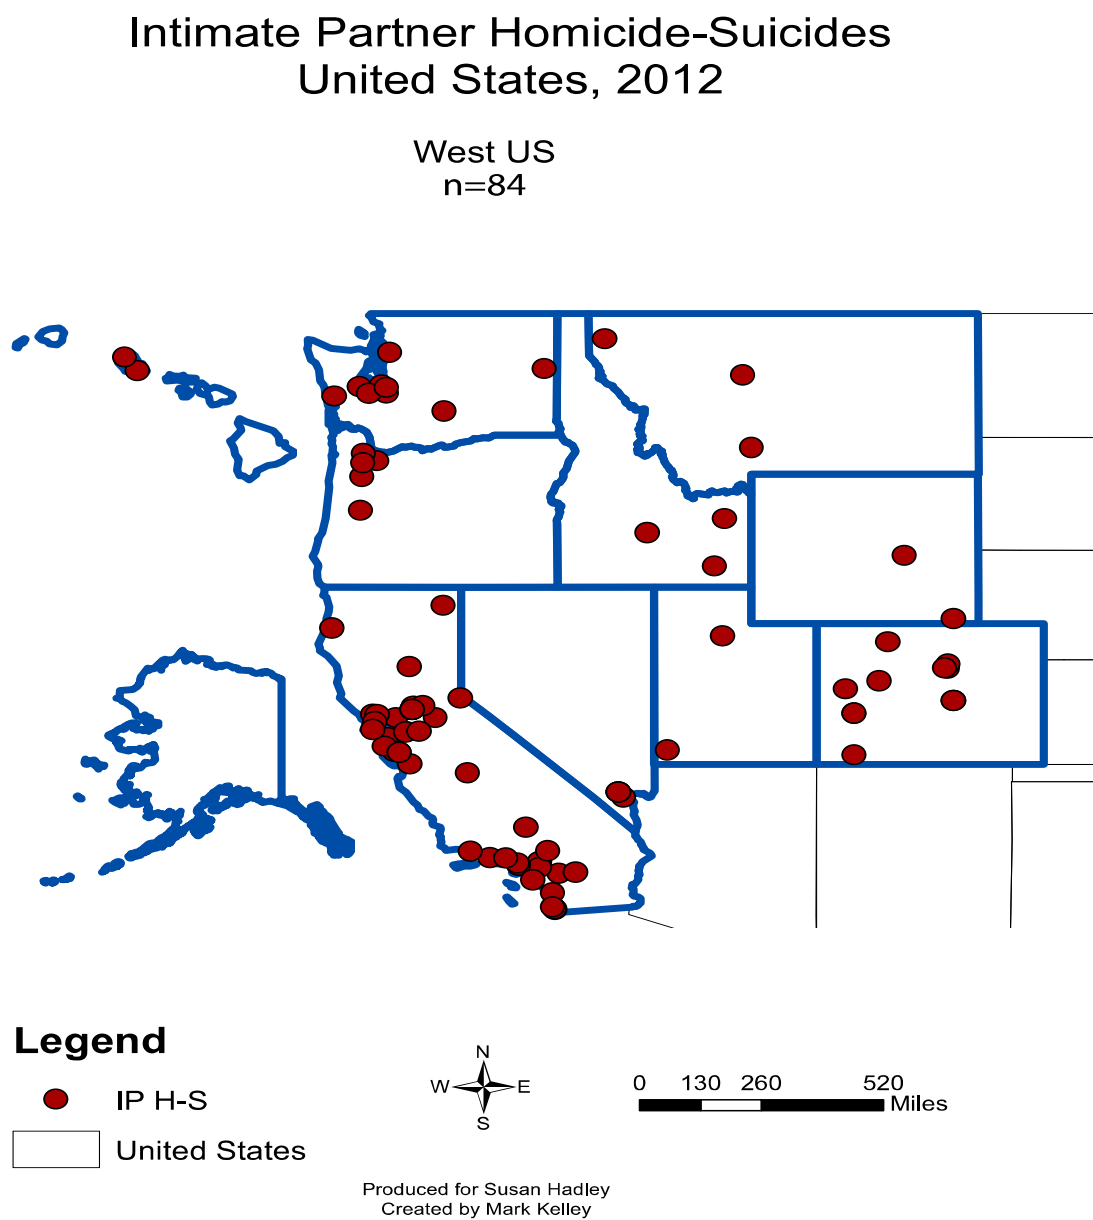 Intimate Partner Homicide-Suicides
United States, 2012
West US
n=84
Legend
IP H-S
United States
N
W E
S
0 130 260 520
Miles
Produced for Susan Hadley
Created by Mark Kelley